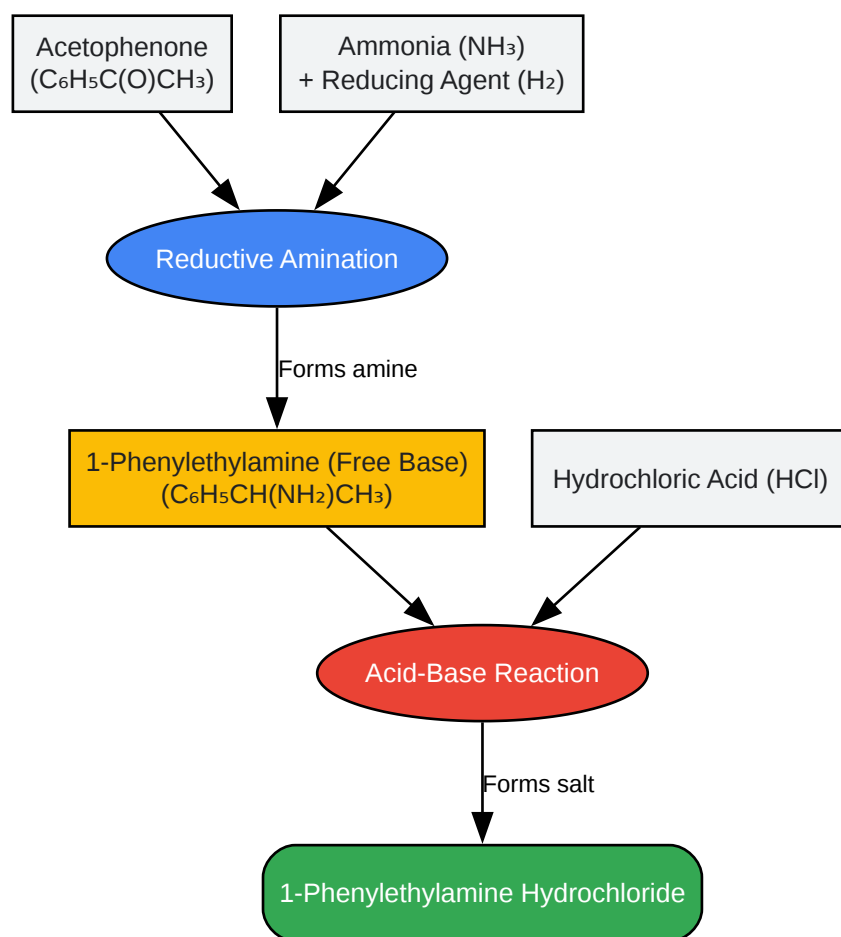 Acetophenone
(C₆H₅C(O)CH₃)
Ammonia (NH₃)
+ Reducing Agent (H₂)
Reductive Amination
Forms amine
1-Phenylethylamine (Free Base)
(C₆H₅CH(NH₂)CH₃)
Hydrochloric Acid (HCl)
Acid-Base Reaction
Forms salt
1-Phenylethylamine Hydrochloride